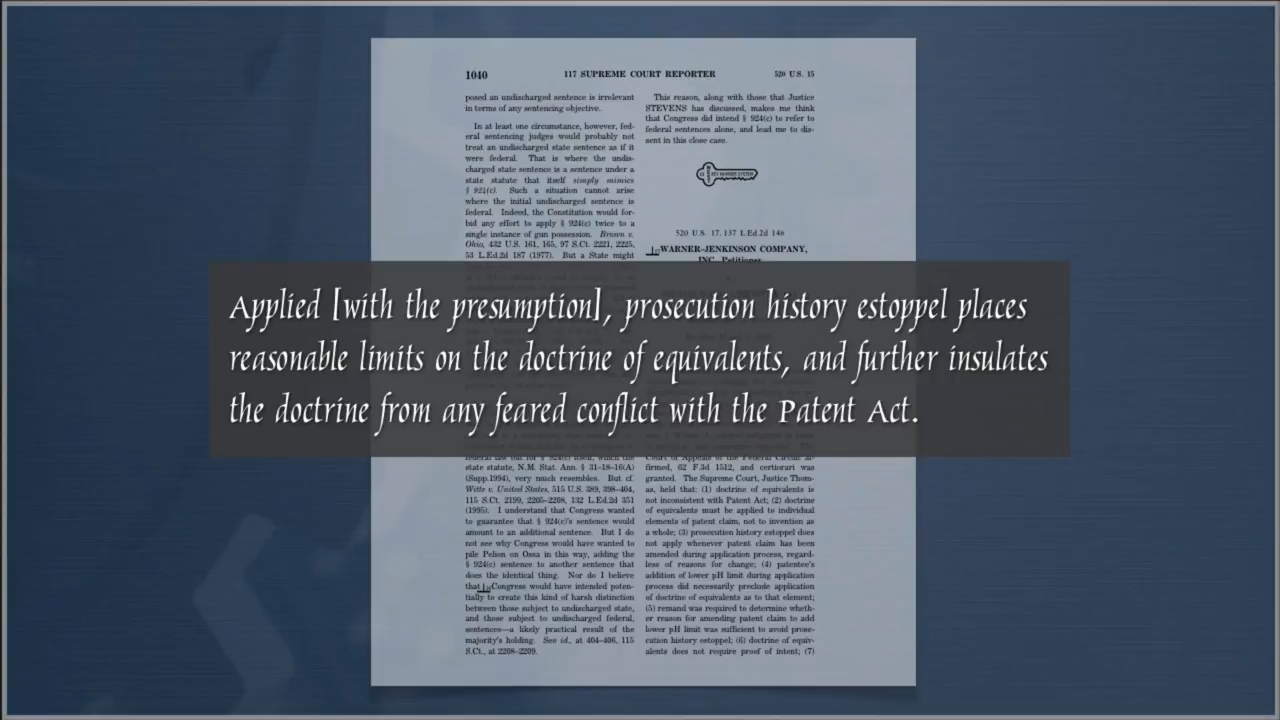 1040
117 SUPREME COURT REPORTER
520 U.S. 15
posed an undischarged sentence is irrelevant
in terms of any sentencing objective.
In at least one circumstance, however, fed-
eral sentencing judges would probably not
treat an undischarged state sentence as if it
were federal. That is where the undis-
charged state sentence is a sentence under a
state statute that itself simply mimics
§ 924(c). Such a situation cannot arise
where the initial undischarged sentence is
federal. Indeed, the Constitution would for-
bid any effort to apply § 924(c) twice to a
single instance of gun possession. Brown v.
Ohio, 432 U.S. 161, 165, 97 S.Ct. 2221, 2225,
53 L.Ed.2d 187 (1977). But a State might
This reason, along with those that Justice
STEVENS has discussed, makes me think
that Congress did intend § 924(c) to refer to
federal sentences alone, and lead me to dis-
sent in this close case.
KEY NUMBER SYSTEM
520 U.S. 17, 137 L.Ed.2d 146
WARNER-JENKINSON COMPANY,
INC., Petitioner,
Applied [with the presumption], prosecution history estoppel places
reasonable limits on the doctrine of equivalents, and further insulates
the doctrine from any feared conflict with the Patent Act.
federal law (but for § 924(c) itself, which the
state statute, N.M. Stat. Ann. § 31-18-16(A)
(Supp.1994), very much resembles. But cf.
Witte v. United States, 515 U.S. 389, 398-404,
115 S.Ct. 2199, 2205-2208, 132 L.Ed.2d 351
(1995). I understand that Congress wanted
to guarantee that § 924(c)'s sentence would
amount to an additional sentence. But I do
not see why Congress would have wanted to
pile Pelion on Ossa in this way, adding the
§ 924(c) sentence to another sentence that
does the identical thing. Nor do I believe
that Congress would have intended poten-
tially to create this kind of harsh distinction
between those subject to undischarged state,
and those subject to undischarged federal,
sentences—a likely practical result of the
majority's holding. See id., at 404-406, 115
S.Ct., at 2208-2209.
Court of Appeals of the Federal Circuit af-
firmed, 62 F.3d 1512, and certiorari was
granted. The Supreme Court, Justice Thom-
as, held that: (1) doctrine of equivalents is
not inconsistent with Patent Act; (2) doctrine
of equivalents must be applied to individual
elements of patent claim, not to invention as
a whole; (3) prosecution history estoppel does
not apply whenever patent claim has been
amended during application process, regard-
less of reasons for change; (4) patentee's
addition of lower pH limit during application
process did necessarily preclude application
of doctrine of equivalents as to that element;
(5) remand was required to determine wheth-
er reason for amending patent claim to add
lower pH limit was sufficient to avoid prose-
cution history estoppel; (6) doctrine of equiv-
alents does not require proof of intent; (7)